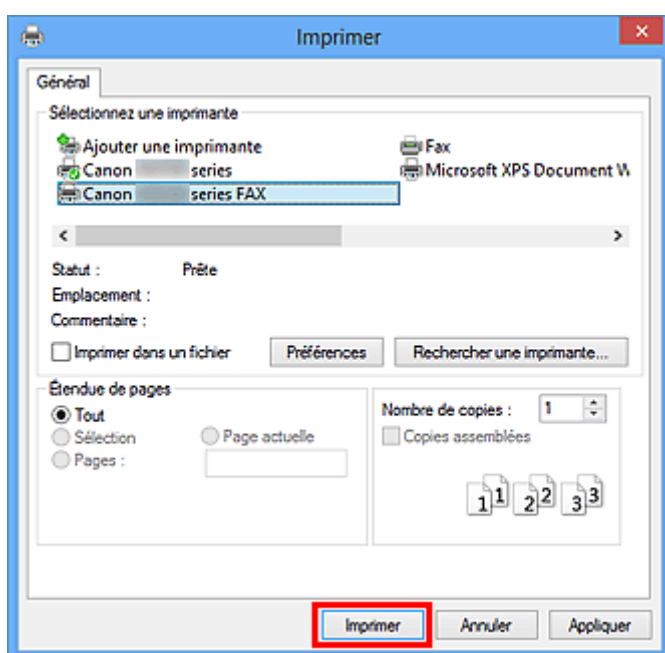 Imprimer
Général
Sélectionnez une imprimante
Ajouter une imprimante
Fax
Canon series
Microsoft XPS Document W
Canon series FAX
Statut : Prête
Emplacement :
Commentaire :
Imprimer dans un fichier
Préférences
Rechercher une imprimante...
Étendue de pages
Tout
Sélection
Page actuelle
Pages :
Nombre de copies : 1
Copies assemblées
1 1 2 2 3 3
Imprimer
Annuler
Appliquer